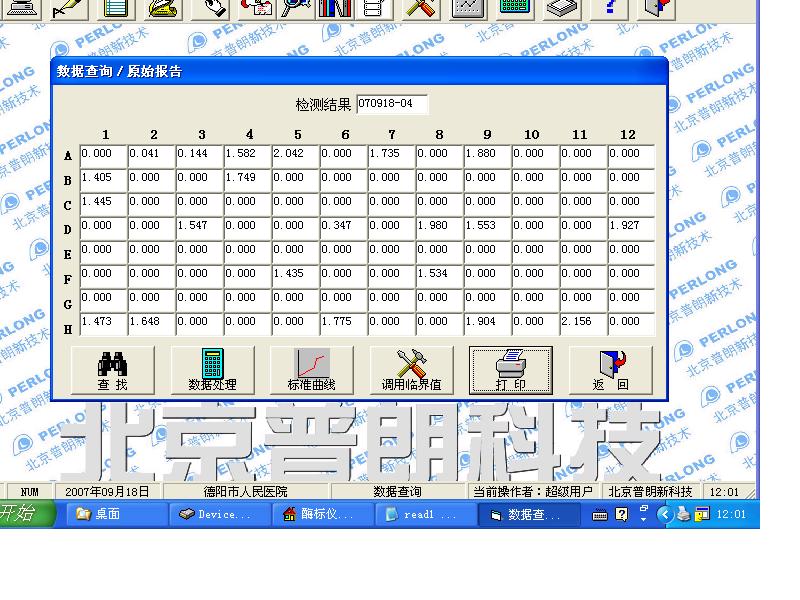 数据查询 / 原始报告
检测结果 070918-04
1 2 3 4 5 6 7 8 9 10 11 12
A 0.000 0.041 0.144 1.582 2.042 0.000 1.735 0.000 1.880 0.000 0.000 0.000
B 1.405 0.000 0.000 1.749 0.000 0.000 0.000 0.000 0.000 0.000 0.000 0.000
C 1.445 0.000 0.000 0.000 0.000 0.000 0.000 0.000 0.000 0.000 0.000 0.000
D 0.000 0.000 1.547 0.000 0.000 0.347 0.000 1.980 1.553 0.000 0.000 1.927
E 0.000 0.000 0.000 0.000 0.000 0.000 0.000 0.000 0.000 0.000 0.000 0.000
F 0.000 0.000 0.000 0.000 1.435 0.000 0.000 1.534 0.000 0.000 0.000 0.000
G 0.000 0.000 0.000 0.000 0.000 0.000 0.000 0.000 0.000 0.000 0.000 0.000
H 1.473 1.648 0.000 0.000 0.000 1.775 0.000 0.000 1.904 0.000 2.156 0.000
查 找 数据处理 标准曲线 调用临界值 打 印 返 回
北京普朗科技
NUM 2007年09月18日 德阳市人民医院 数据查询 当前操作者：超级用户 北京普朗新科技 12:01
开始 桌面 Device... 酶标仪... read1 .... 数据查... 12:01
PERLONG
北京普朗新技术